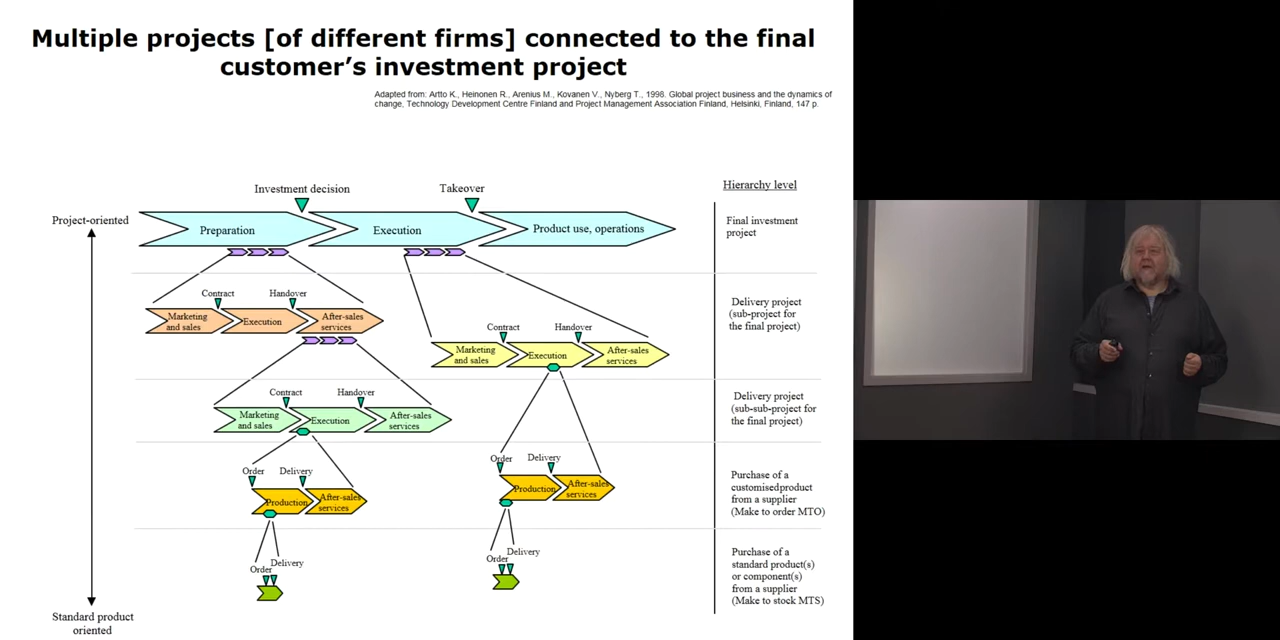 Multiple projects [of different firms] connected to the final
customer’s investment project
Adapted from: Artto K., Heinonen R., Arenius M., Kovanen V., Nyberg T., 1998. Global project business and the dynamics of
change, Technology Development Centre Finland and Project Management Association Finland, Helsinki, Finland, 147 p.
Investment decision
Takeover
Hierarchy level
Project-oriented
Preparation
Execution
Product use, operations
Final investment
project
Contract
Handover
Marketing
and sales
Execution
After-sales
services
Delivery project
(sub-project for
the final project)
Contract
Handover
Marketing
and sales
Execution
After-sales
services
Contract
Handover
Marketing
and sales
Execution
After-sales
services
Delivery project
(sub-sub-project for
the final project)
Order
Delivery
Production
After-sales
services
Order
Delivery
Production
After-sales
services
Purchase of a
customisedproduct
from a supplier
(Make to order MTO)
Order
Delivery
Order
Delivery
Purchase of a
standard product(s)
or component(s)
from a supplier
(Make to stock MTS)
Standard product
oriented